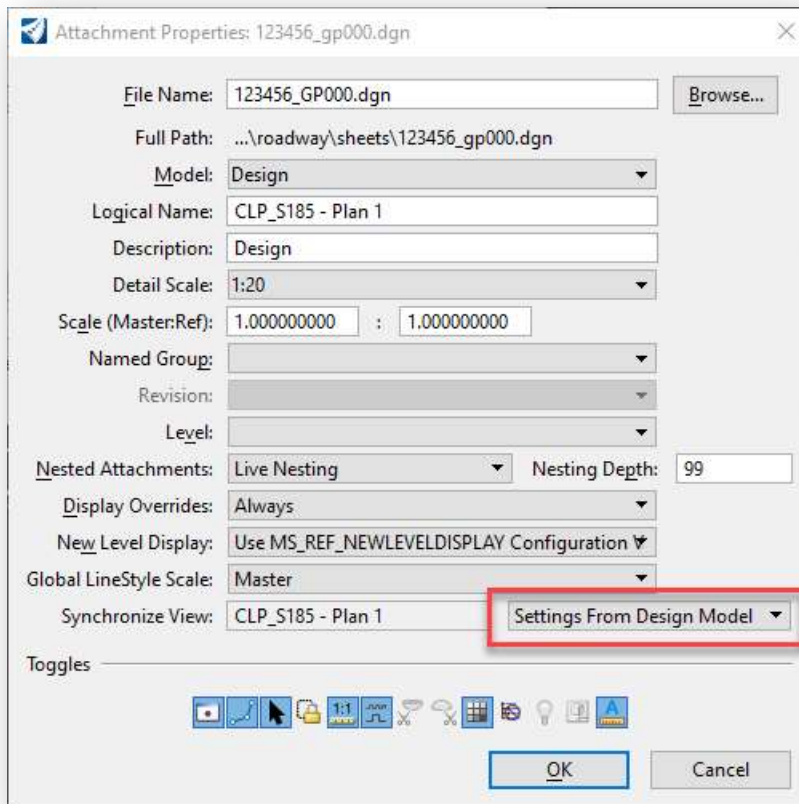 Attachment Properties: 123456_gp000.dgn
File Name: 123456_GP000.dgn Browse...
Full Path: ...\roadway\sheets\123456_gp000.dgn
Model: Design
Logical Name: CLP_S185 - Plan 1
Description: Design
Detail Scale: 1:20
Scale (Master:Ref): 1.000000000 : 1.000000000
Named Group:
Revision:
Level:
Nested Attachments: Live Nesting Nesting Depth: 99
Display Overrides: Always
New Level Display: Use MS_REF_NEWLEVELDISPLAY Configuration
Global LineStyle Scale: Master
Synchronize View: CLP_S185 - Plan 1 Settings From Design Model
Toggles
1:1 A
OK Cancel